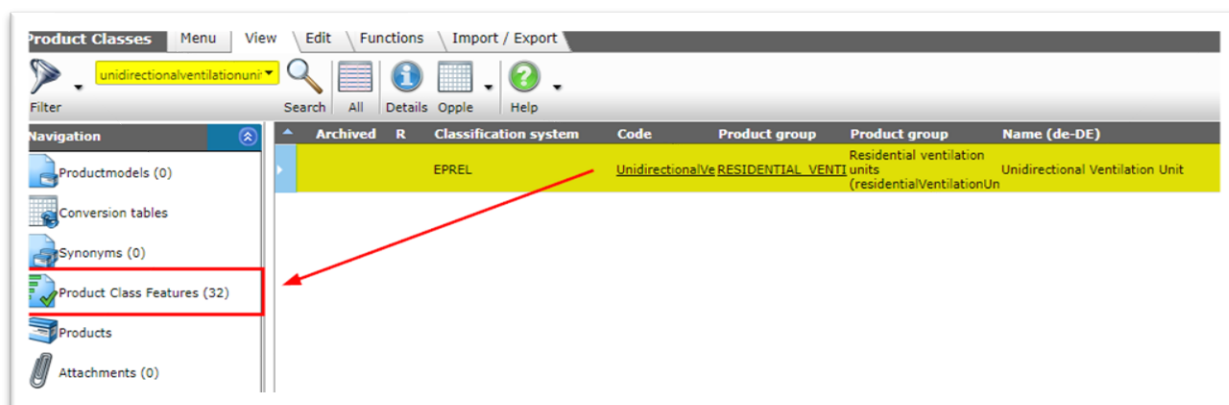 Product Classes Menu View Edit Functions Import / Export
unidirectionalventilationunit
Filter Search All Details Opple Help
Navigation Archived R Classification system Code Product group Product group Name (de-DE)
Productmodels (0)
EPREL UnidirectionalVe RESIDENTIAL_VENTI Residential ventilation
units
(residentialVentilationUn
Unidirectional Ventilation Unit
Conversion tables
Synonyms (0)
Product Class Features (32)
Products
Attachments (0)